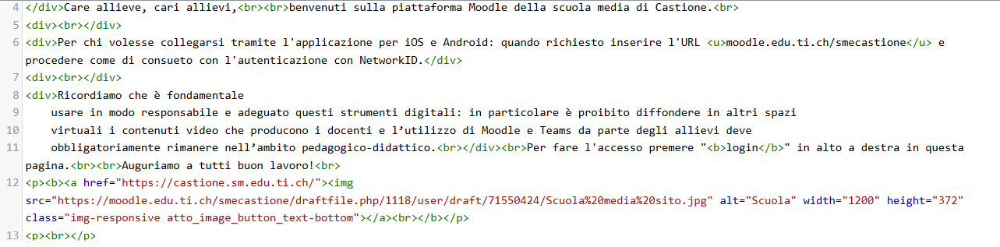 4 </div>Care allieve, cari allievi,<br><br>benvenuti sulla piattaforma Moodle della scuola media di Castione.<br>
5 <div><br></div>
6 <div>Per chi volesse collegarsi tramite l'applicazione per iOS e Android: quando richiesto inserire l'URL <u>moodle.edu.ti.ch/smecastione</u> e
procedere come di consueto con l'autenticazione con NetworkID.</div>
7 <div><br></div>
8 <div>Ricordiamo che è fondamentale
9 usare in modo responsabile e adeguato questi strumenti digitali: in particolare è proibito diffondere in altri spazi
10 virtuali i contenuti video che producono i docenti e l’utilizzo di Moodle e Teams da parte degli allievi deve
11 obbligatoriamente rimanere nell’ambito pedagogico-didattico.<br></div><br>Per fare l'accesso premere "<b>login</b>" in alto a destra in questa
pagina.<br><br>Auguriamo a tutti buon lavoro!<br>
12 <p><b><a href="https://castione.sm.edu.ti.ch/"><img
src="https://moodle.edu.ti.ch/smecastione/draftfile.php/1118/user/draft/71550424/Scuola%20media%20sito.jpg" alt="Scuola" width="1200" height="372"
class="img-responsive atto_image_button_text-bottom"></a><br></b></p>
13 <p><br></p>